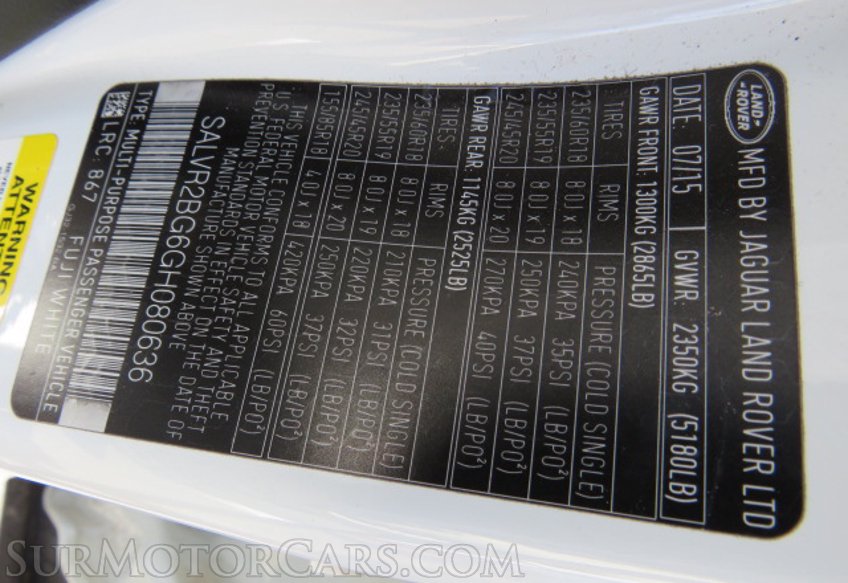 LAND ROVER
MFD BY JAGUAR LAND ROVER LTD
DATE: 07/15 GVWR: 2350KG (5180LB)
GAWR FRONT: 1300KG (2865LB)
TIRES RIMS PRESSURE (COLD SINGLE)
235/60R18 8.0J x 18 240KPA 35PSI (LB/PO²)
235/55R19 8.0J x 19 250KPA 37PSI (LB/PO²)
245/45R20 8.0J x 20 270KPA 40PSI (LB/PO²)
GAWR REAR: 1145KG (2525LB)
TIRES: RIMS PRESSURE (COLD SINGLE)
235/60R18 8.0J x 18 210KPA 31PSI (LB/PO²)
235/55R19 8.0J x 19 220KPA 32PSI (LB/PO²)
245/45R20 8.0J x 20 250KPA 37PSI (LB/PO²)
155/85R18 4.0J x 18 420KPA 60PSI (LB/PO²)
THIS VEHICLE CONFORMS TO ALL APPLICABLE
U.S FEDERAL MOTOR VEHICLE SAFETY AND THEFT
PREVENTION STANDARDS IN EFFECT ON THE DATE OF
MANUFACTURE SHOWN ABOVE
SALVR2BG6GH080636
TYPE: MULTI-PURPOSE PASSENGER VEHICLE
LRC: 867 FUJI WHITE
WARNING
ATTENTION
SURMOTORCARS.COM